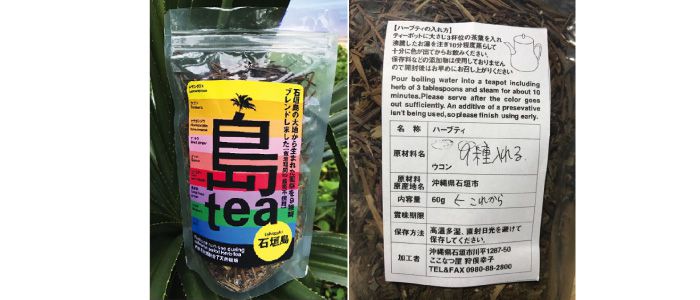 島
tea
石垣島の大地から生まれた薬草を9種類
ブレンドしました
ishigaki
石垣島
【ハーブティの入れ方】
ティーポットに大さじ3杯位の茶葉を入れ
沸騰したお湯を注ぎ10分程度蒸らして
十分に色が出てからお飲みください。
保存料などの添加物は使用しておりません
ので開封後はお早めにお召し上がりください
Pour boiling water into a teapot including
herb of 3 tablespoons and steam for about 10
minutes.Please serve after the color goes
out sufficiently. An additive of a presevative
isn't being used,soplease finish using early.
名 称 ハーブティ
原材料名 9種入れる
ウコン
原材料
原産地名 沖縄県石垣市
内容量 60g ←これから
賞味期限
保存方法 高温多湿、直射日光を避けて
保存してください。
加工者 沖縄県石垣市川平1287-50
ここなつ屋 狩俣幸子
TEL&FAX 0980-88-2800